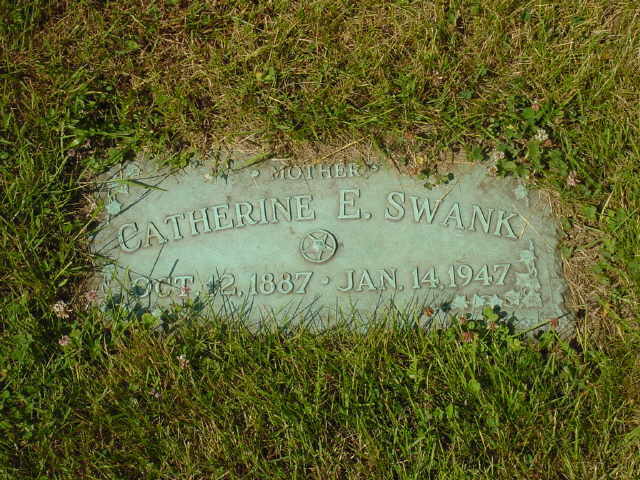 • MOTHER •
CATHERINE E. SWANK
OCT. 2, 1887 • JAN. 14, 1947